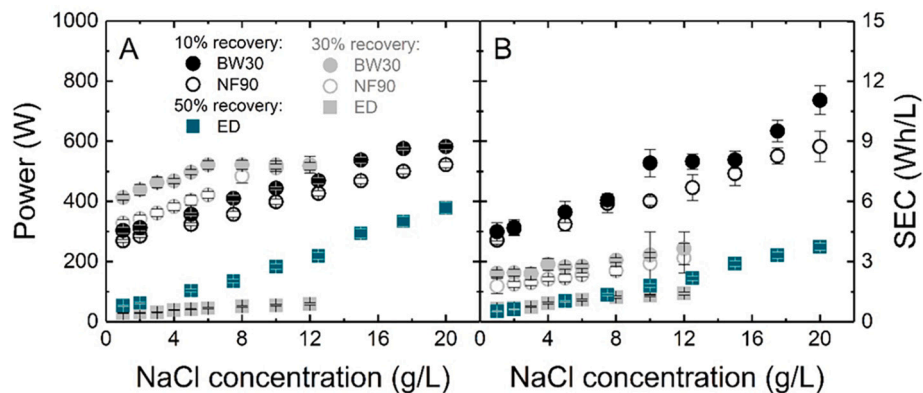 1000
800
600
400
200
0
Power (W)
A
10% recovery:
BW30
NF90
50% recovery:
ED
30% recovery:
BW30
NF90
ED
0 4 8 12 16 20
NaCl concentration (g/L)
B
0 4 8 12 16 20
NaCl concentration (g/L)
15
12
9
6
3
0
SEC (Wh/L)